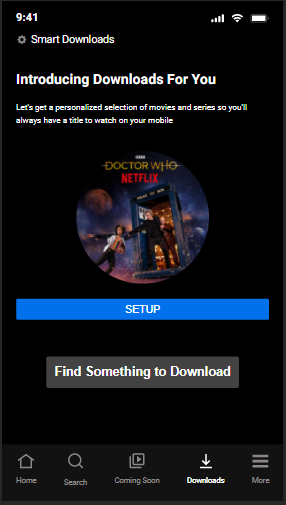 9:41
Smart Downloads
Introducing Downloads For You
Let's get a personalized selection of movies and series so you'll
always have a title to watch on your mobile
BBC
DOCTOR WHO
NETFLIX
POLICE BOX
SETUP
Find Something to Download
Home
Search
Coming Soon
Downloads
More